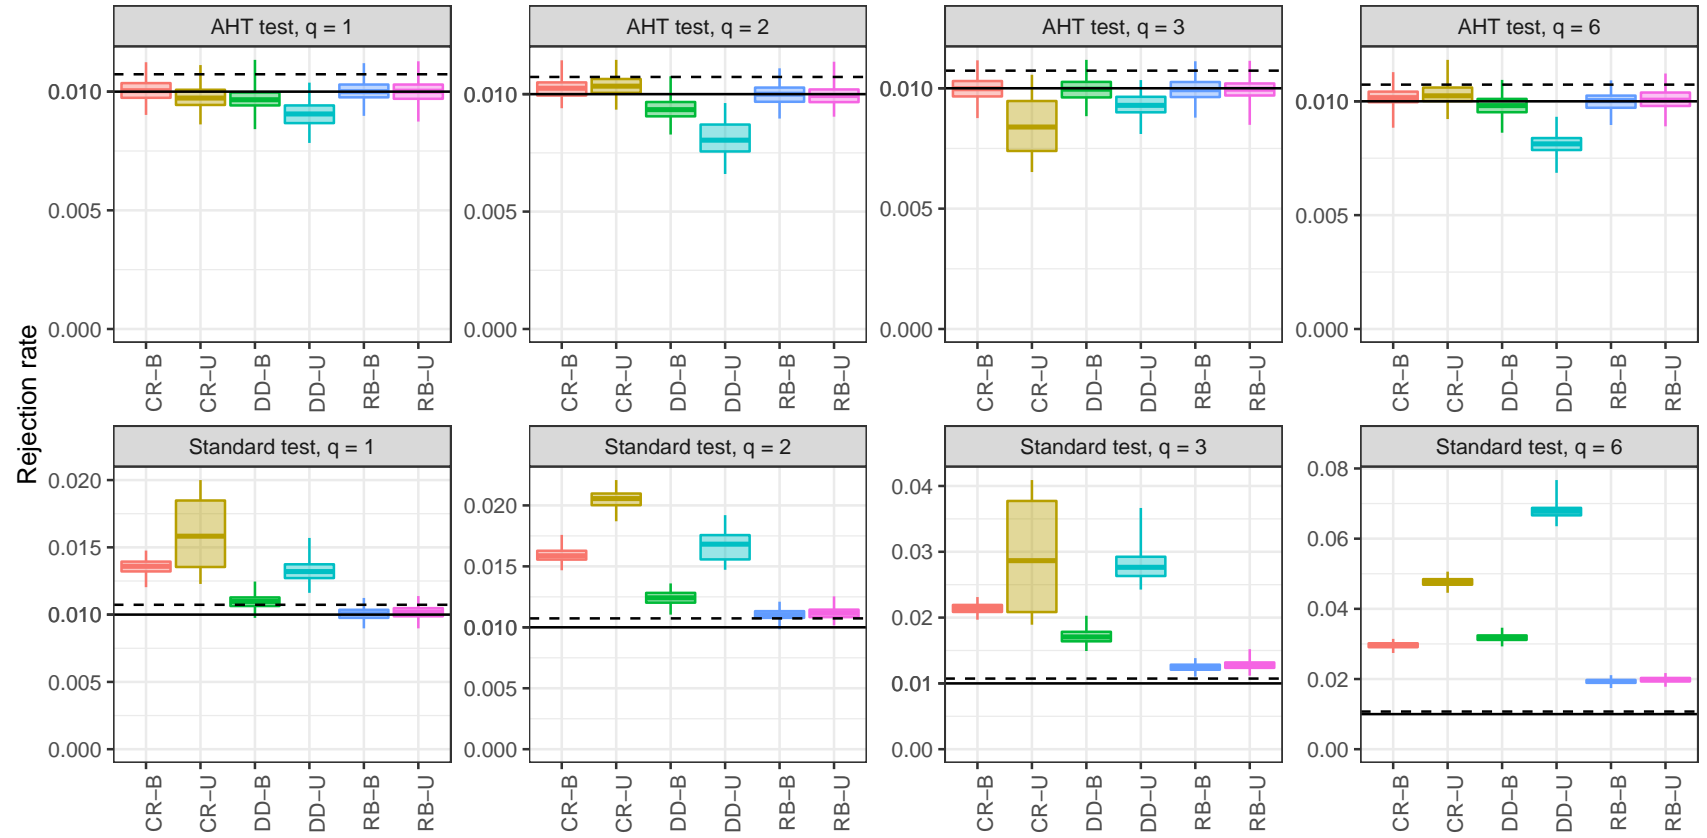 Rejection rate
AHT test, q = 1
0.010
0.005
0.000
CR−B
CR−U
DD−B
DD−U
RB−B
RB−U
AHT test, q = 2
0.010
0.005
0.000
CR−B
CR−U
DD−B
DD−U
RB−B
RB−U
AHT test, q = 3
0.010
0.005
0.000
CR−B
CR−U
DD−B
DD−U
RB−B
RB−U
AHT test, q = 6
0.010
0.005
0.000
CR−B
CR−U
DD−B
DD−U
RB−B
RB−U
Standard test, q = 1
0.020
0.015
0.010
0.005
0.000
CR−B
CR−U
DD−B
DD−U
RB−B
RB−U
Standard test, q = 2
0.020
0.015
0.010
0.005
0.000
CR−B
CR−U
DD−B
DD−U
RB−B
RB−U
Standard test, q = 3
0.04
0.03
0.02
0.01
0.00
CR−B
CR−U
DD−B
DD−U
RB−B
RB−U
Standard test, q = 6
0.08
0.06
0.04
0.02
0.00
CR−B
CR−U
DD−B
DD−U
RB−B
RB−U